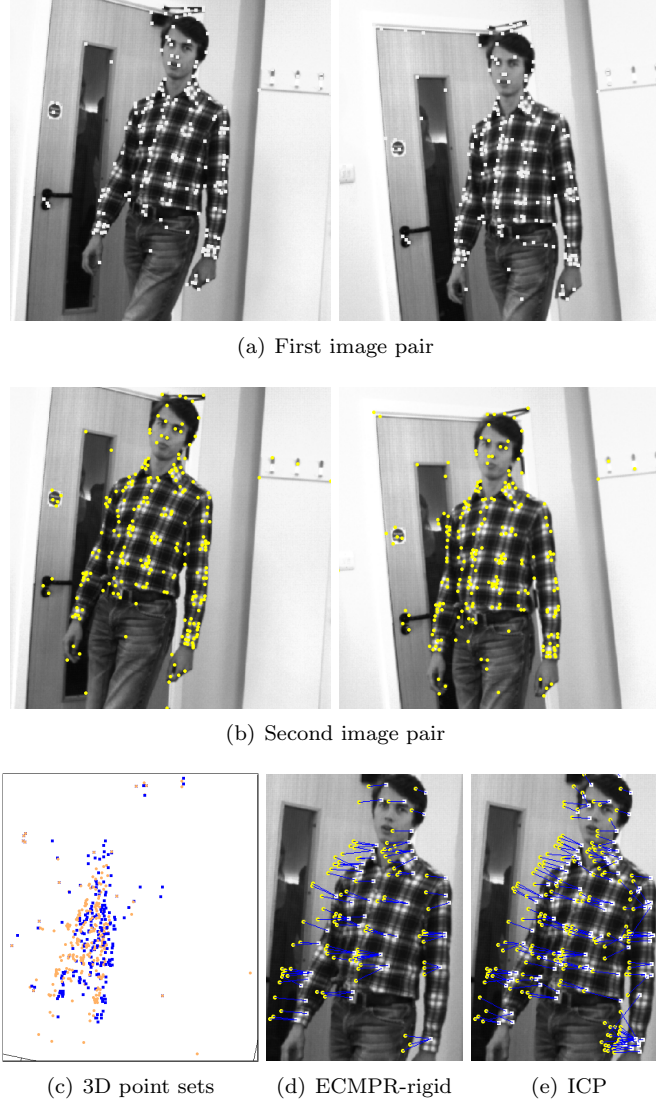 (a) First image pair
(b) Second image pair
(c) 3D point sets
(d) ECMPR-rigid
(e) ICP